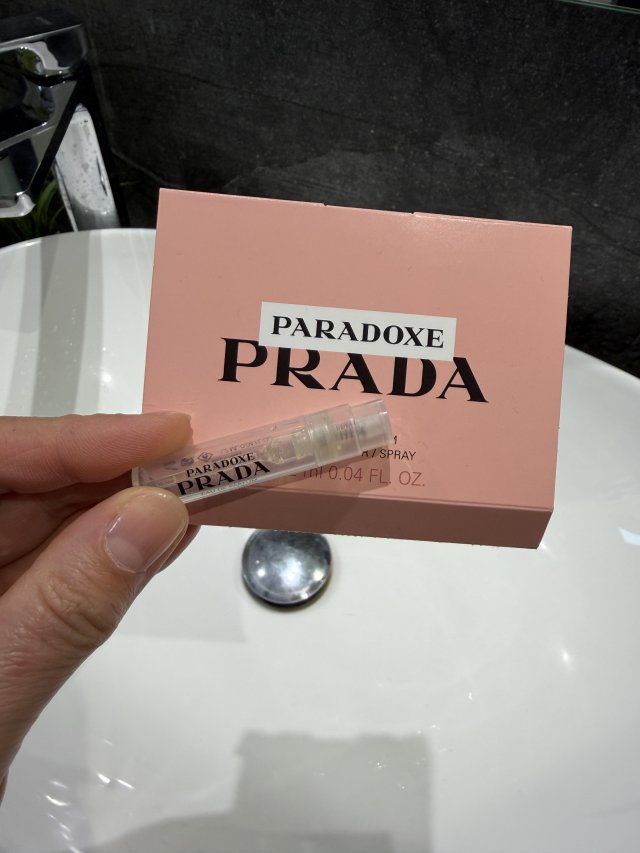 PARADOXE
PRADA
/ SPRAY
ml 0.04 FL. OZ.
PARADOXE
PRADA